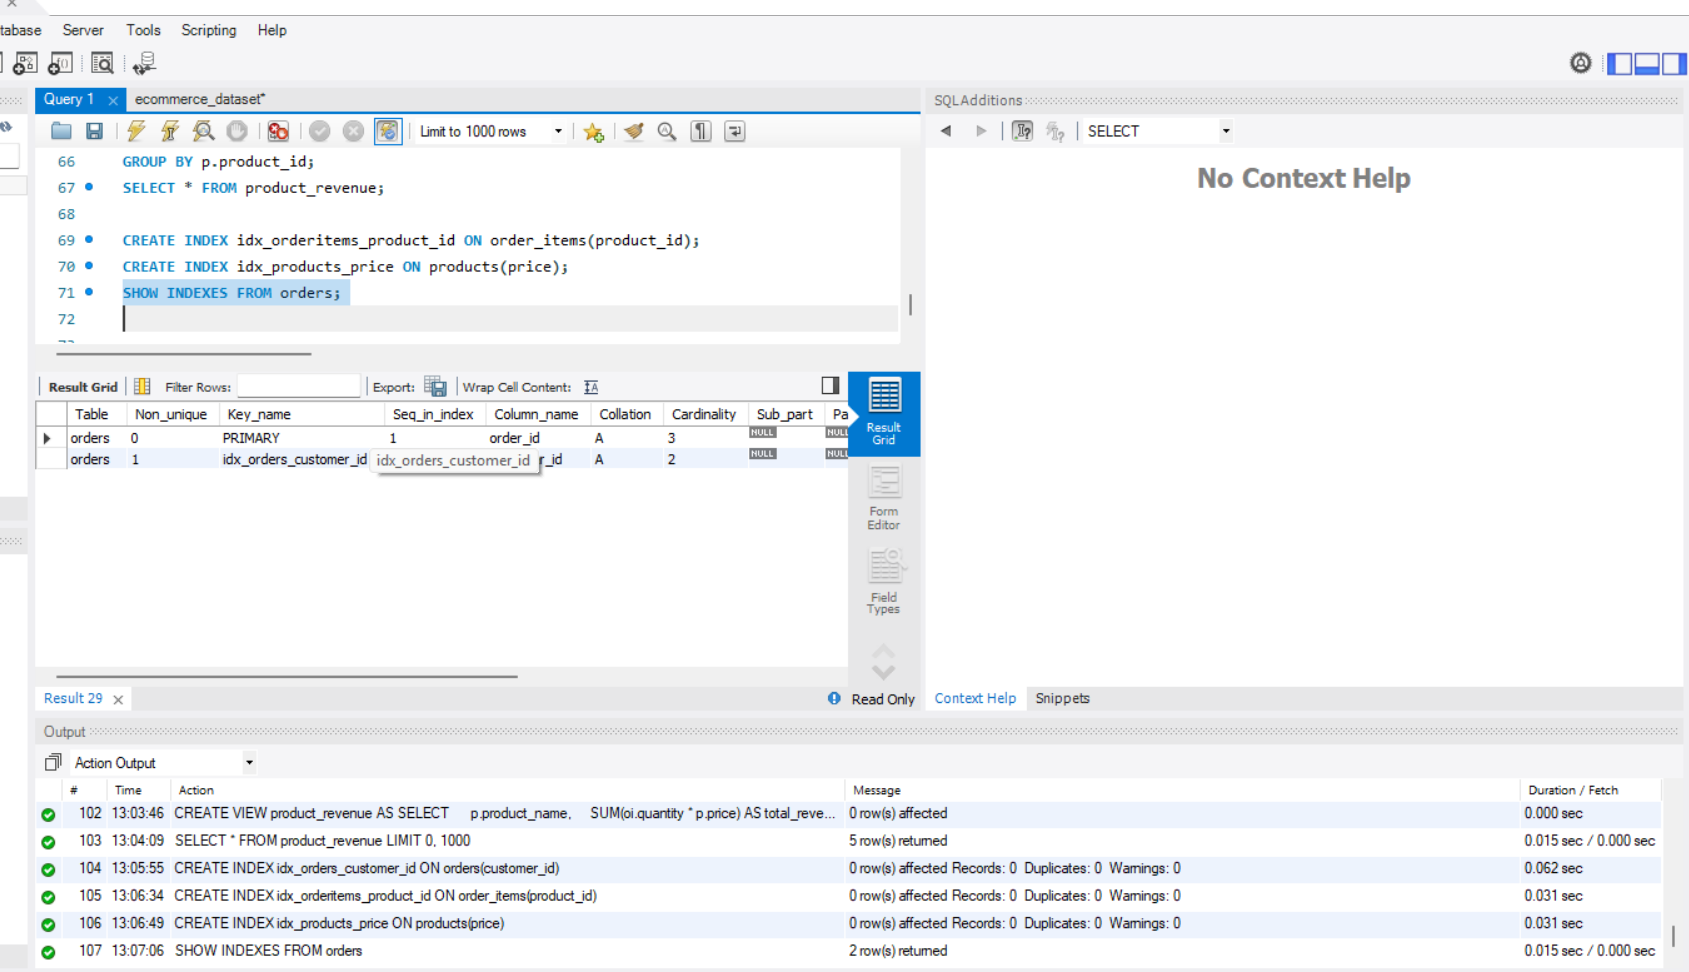 tabase Server Tools Scripting Help
Query 1 ecommerce_dataset*
SQLAdditions
Limit to 1000 rows
SELECT
66 GROUP BY p.product_id;
67 SELECT * FROM product_revenue;
68
69 CREATE INDEX idx_orderitems_product_id ON order_items(product_id);
70 CREATE INDEX idx_products_price ON products(price);
71 SHOW INDEXES FROM orders;
72
No Context Help
Result Grid Filter Rows: Export: Wrap Cell Content:
Table Non_unique Key_name Seq_in_index Column_name Collation Cardinality Sub_part Pa
orders 0 PRIMARY 1 order_id A 3 NULL NULL
orders 1 idx_orders_customer_id idx_orders_customer_id r_id A 2 NULL NULL
Result
Grid
Form
Editor
Field
Types
Result 29
Read Only
Context Help Snippets
Output
Action Output
# Time Action Message Duration / Fetch
102 13:03:46 CREATE VIEW product_revenue AS SELECT p.product_name, SUM(oi.quantity * p.price) AS total_reve... 0 row(s) affected 0.000 sec
103 13:04:09 SELECT * FROM product_revenue LIMIT 0, 1000 5 row(s) returned 0.015 sec / 0.000 sec
104 13:05:55 CREATE INDEX idx_orders_customer_id ON orders(customer_id) 0 row(s) affected Records: 0 Duplicates: 0 Warnings: 0 0.062 sec
105 13:06:34 CREATE INDEX idx_orderitems_product_id ON order_items(product_id) 0 row(s) affected Records: 0 Duplicates: 0 Warnings: 0 0.031 sec
106 13:06:49 CREATE INDEX idx_products_price ON products(price) 0 row(s) affected Records: 0 Duplicates: 0 Warnings: 0 0.031 sec
107 13:07:06 SHOW INDEXES FROM orders 2 row(s) returned 0.015 sec / 0.000 sec